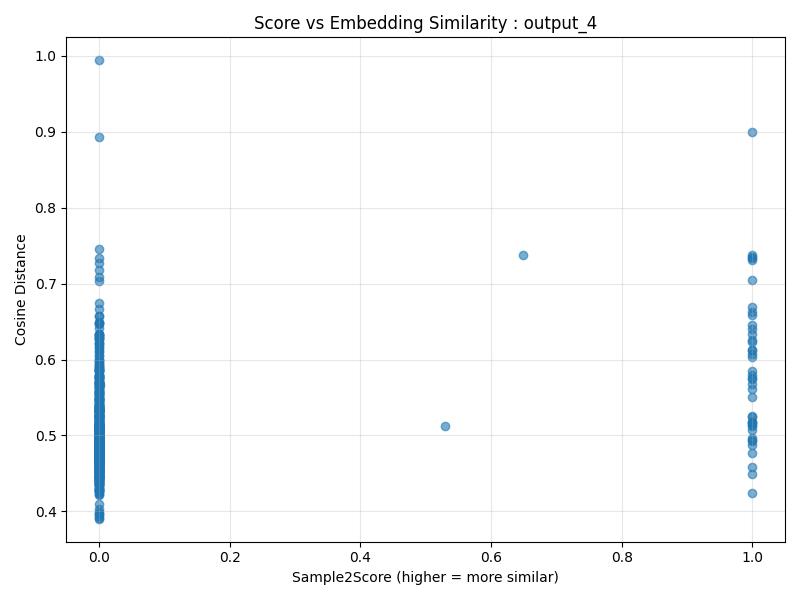 Score vs Embedding Similarity : output_4
1.0
0.9
0.8
0.7
0.6
0.5
0.4
Cosine Distance
0.0 0.2 0.4 0.6 0.8 1.0
Sample2Score (higher = more similar)